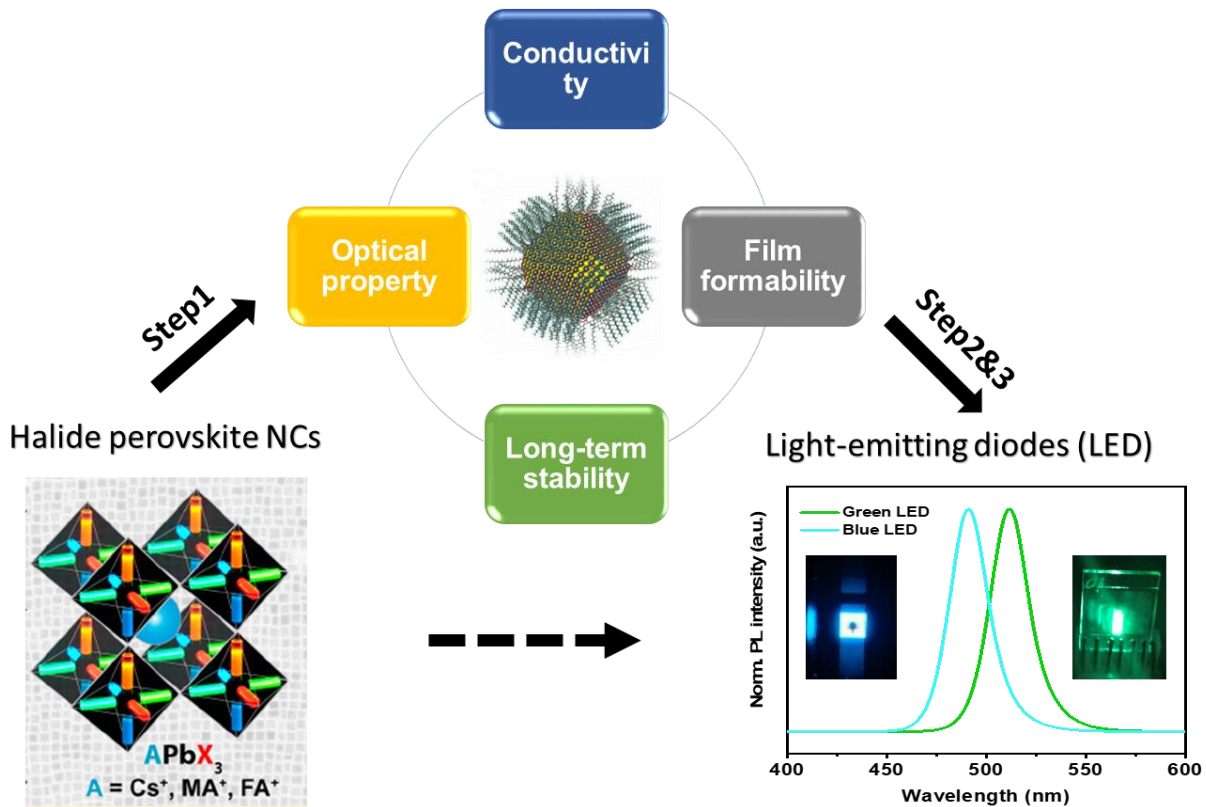 Conductivi
ty
Optical
property
Film
formability
Long-term
stability
Step1
Step2&3
Halide perovskite NCs
APbX₃
A = Cs⁺, MA⁺, FA⁺
Light-emitting diodes (LED)
Green LED
Blue LED
Norm. PL intensity (a.u.)
400 450 500 550 600
Wavelength (nm)